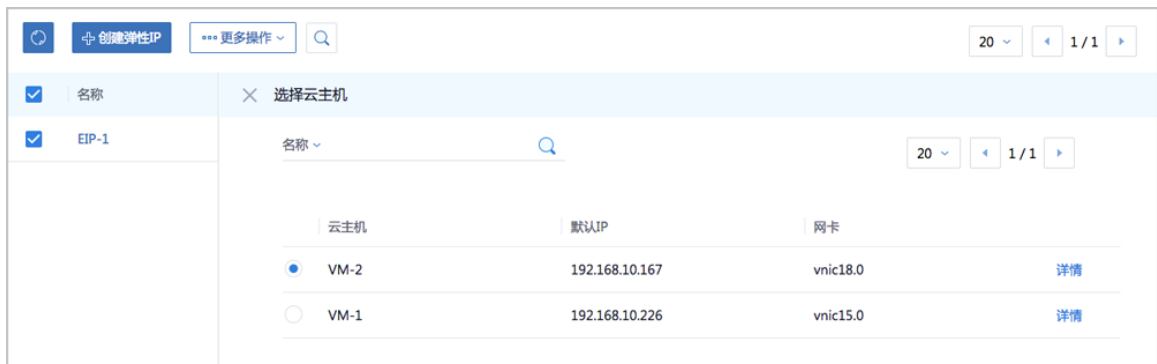 创建弹性IP 更多操作 20 1 / 1
名称 选择云主机
EIP-1 名称 20 1 / 1
云主机 默认IP 网卡
VM-2 192.168.10.167 vnic18.0 详情
VM-1 192.168.10.226 vnic15.0 详情